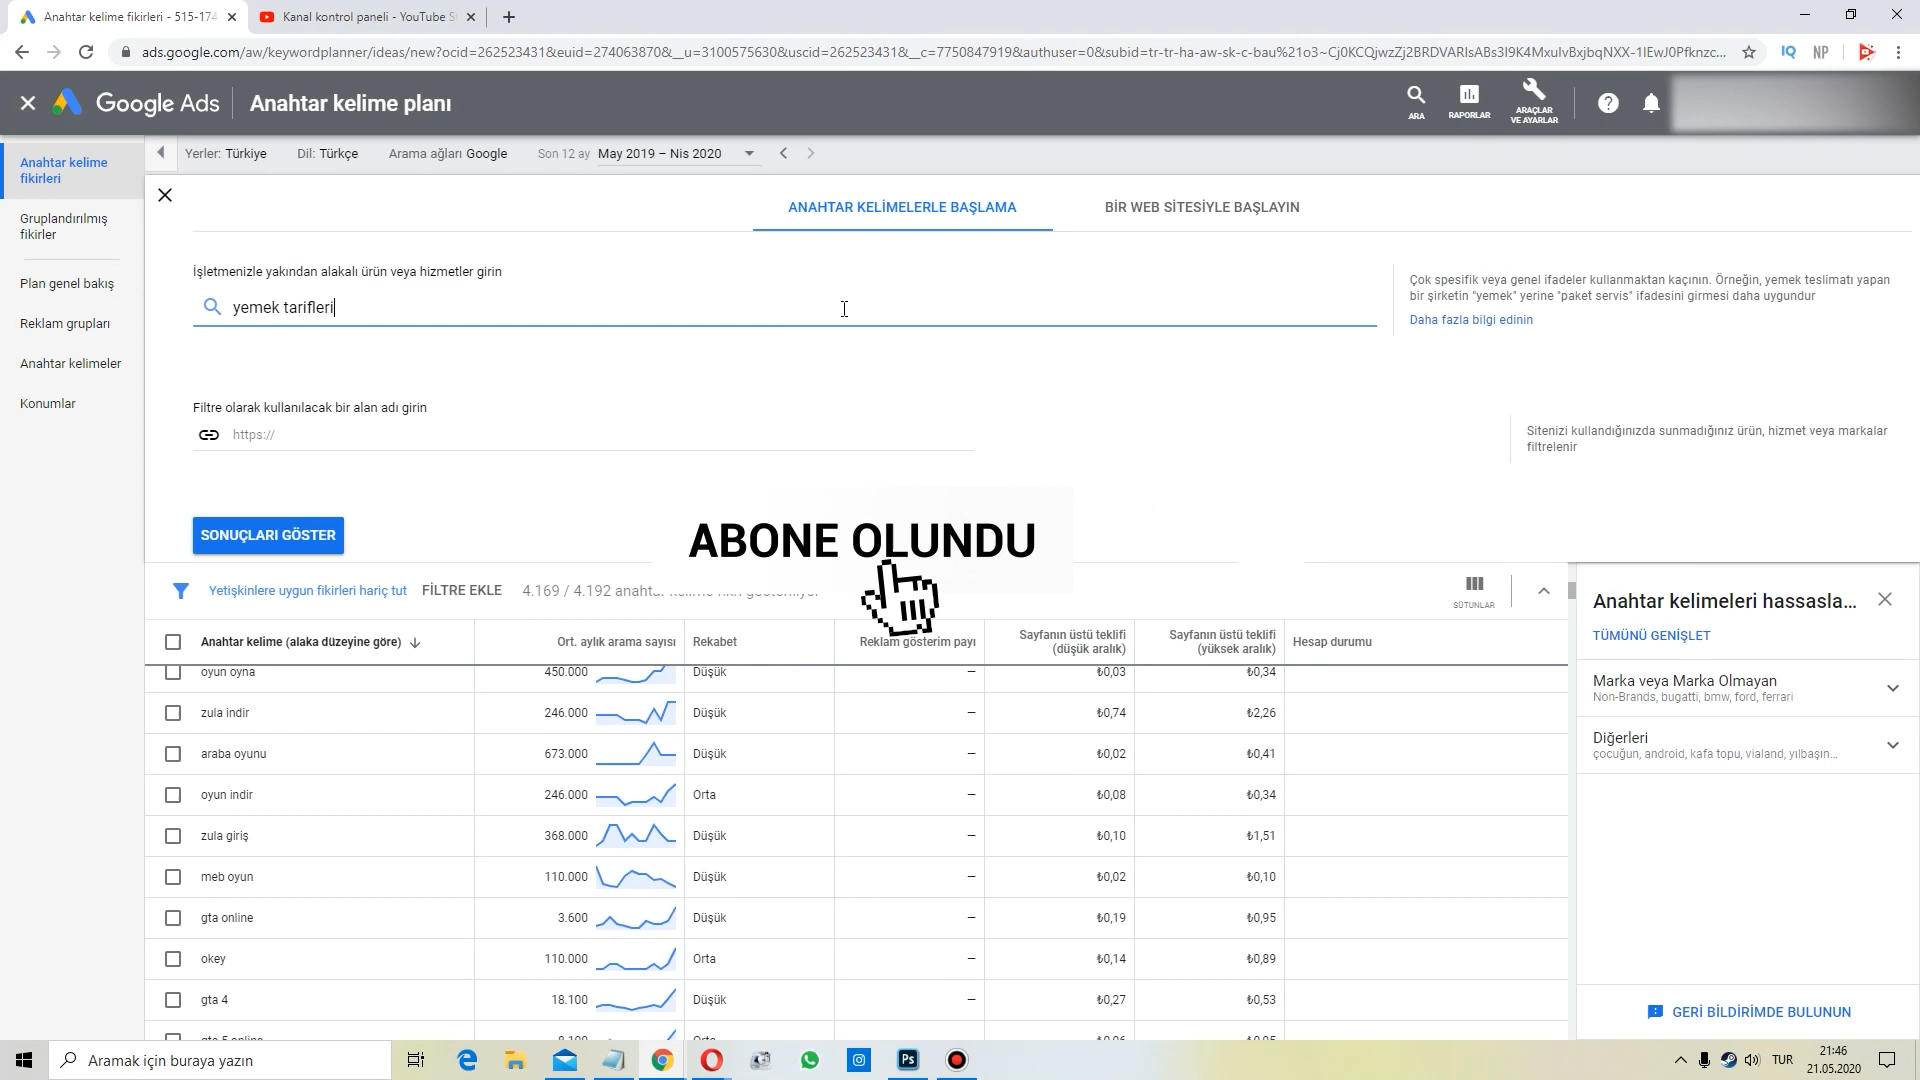 Anahtar kelime fikirleri - 515-174
Kanal kontrol paneli - YouTube S
ads.google.com/aw/keywordplanner/ideas/new?ocid=262523431&euid=274063870&__u=3100575630&uscid=262523431&__c=7750847919&authuser=0&subid=tr-tr-ha-aw-sk-c-bau%21o3~Cj0KCQjwzZj2BRDVARIsABs3l9K4MxulvBxjbqNXX-1IEwJ0Pfknzc...
IQ NP
Google Ads
Anahtar kelime planı
ARA
RAPORLAR
ARAÇLAR
VE AYARLAR
Anahtar kelime
fikirleri
Gruplandırılmış
fikirler
Plan genel bakış
Reklam grupları
Anahtar kelimeler
Konumlar
Yerler: Türkiye
Dil: Türkçe
Arama ağları Google
Son 12 ay May 2019 – Nis 2020
ANAHTAR KELİMELERLE BAŞLAMA
BİR WEB SİTESİYLE BAŞLAYIN
İşletmenizle yakından alakalı ürün veya hizmetler girin
yemek tarifleri
Çok spesifik veya genel ifadeler kullanmaktan kaçının. Örneğin, yemek teslimatı yapan
bir şirketin "yemek" yerine "paket servis" ifadesini girmesi daha uygundur
Daha fazla bilgi edinin
Filtre olarak kullanılacak bir alan adı girin
https://
Sitenizi kullandığınızda sunmadığınız ürün, hizmet veya markalar
filtrelenir
SONUÇLARI GÖSTER
ABONE OLUNDU
Yetişkinlere uygun fikirleri hariç tut
FİLTRE EKLE
4.169 / 4.192
SÜTUNLAR
Anahtar kelime (alaka düzeyine göre)
Ort. aylık arama sayısı
Rekabet
Reklam gösterim payı
Sayfanın üstü teklifi
(düşük aralık)
Sayfanın üstü teklifi
(yüksek aralık)
Hesap durumu
oyun oyna 450.000 Düşük – ₺0,03 ₺0,34
zula indir 246.000 Düşük – ₺0,74 ₺2,26
araba oyunu 673.000 Düşük – ₺0,02 ₺0,41
oyun indir 246.000 Orta – ₺0,08 ₺0,34
zula giriş 368.000 Düşük – ₺0,10 ₺1,51
meb oyun 110.000 Düşük – ₺0,02 ₺0,10
gta online 3.600 Düşük – ₺0,19 ₺0,95
okey 110.000 Orta – ₺0,14 ₺0,89
gta 4 18.100 Düşük – ₺0,27 ₺0,53
Anahtar kelimeleri hassasla...
TÜMÜNÜ GENİŞLET
Marka veya Marka Olmayan
Non-Brands, bugatti, bmw, ford, ferrari
Diğerleri
çocuğun, android, kafa topu, vialand, yılbaşın...
GERİ BİLDİRİMDE BULUNUN
Aramak için buraya yazın
Ps
TUR
21:46
21.05.2020